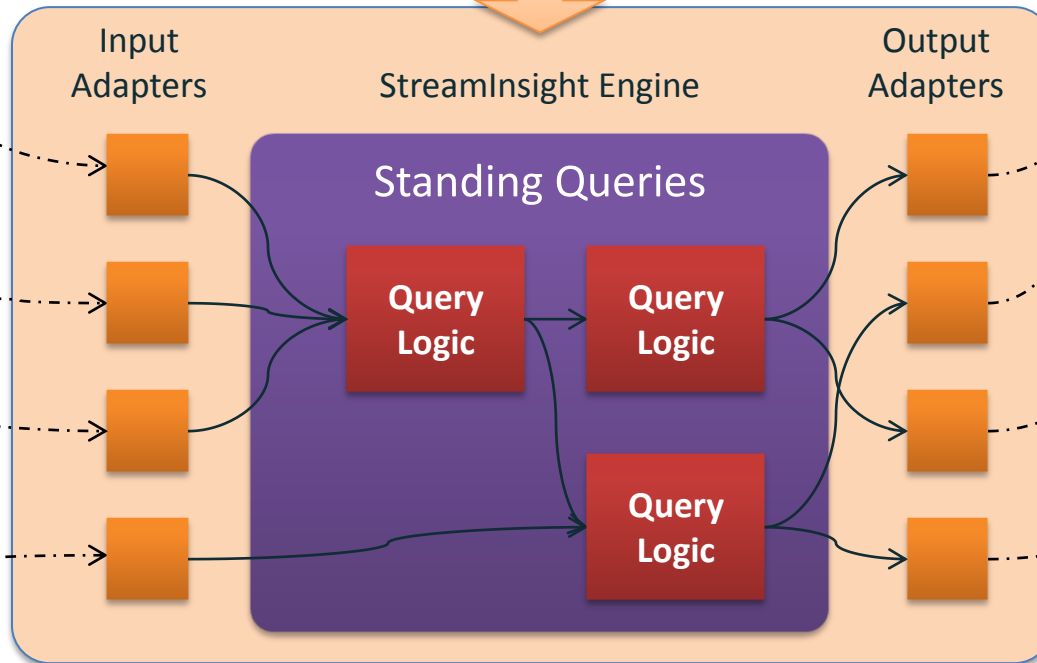 Input
Adapters
StreamInsight Engine
Output
Adapters
Standing Queries
Query
Logic
Query
Logic
Query
Logic